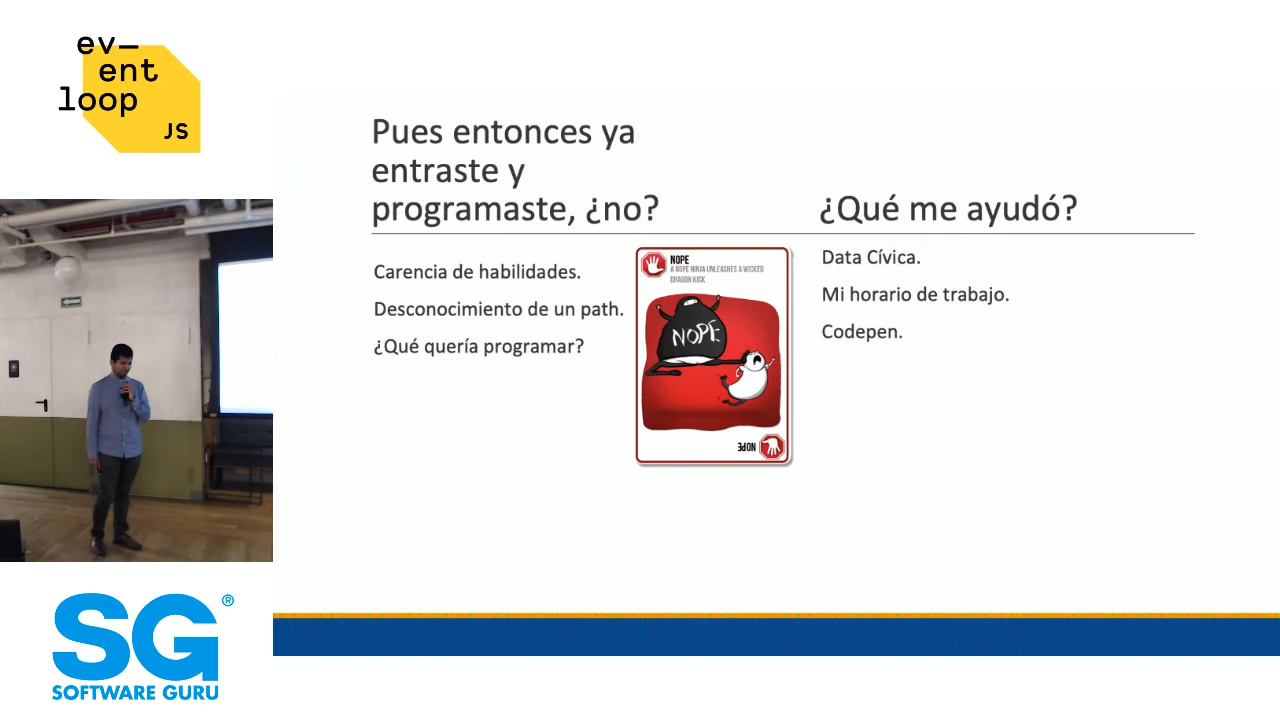 ev—
ent
loop
JS
Pues entonces ya
entraste y
programaste, ¿no?
Carencia de habilidades.
Desconocimiento de un path.
¿Qué quería programar?
NOPE
A NOPE NINJA UNLEASHES A WICKED
DRAGON KICK
NOPE
NOPE
¿Qué me ayudó?
Data Cívica.
Mi horario de trabajo.
Codepen.
SG®
SOFTWARE GURU